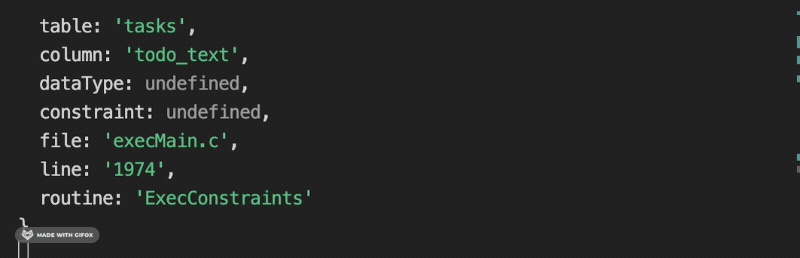 table: 'tasks',
column: 'todo_text',
dataType: undefined,
constraint: undefined,
file: 'execMain.c',
line: '1974',
routine: 'ExecConstraints'
}
MADE WITH GIFOX